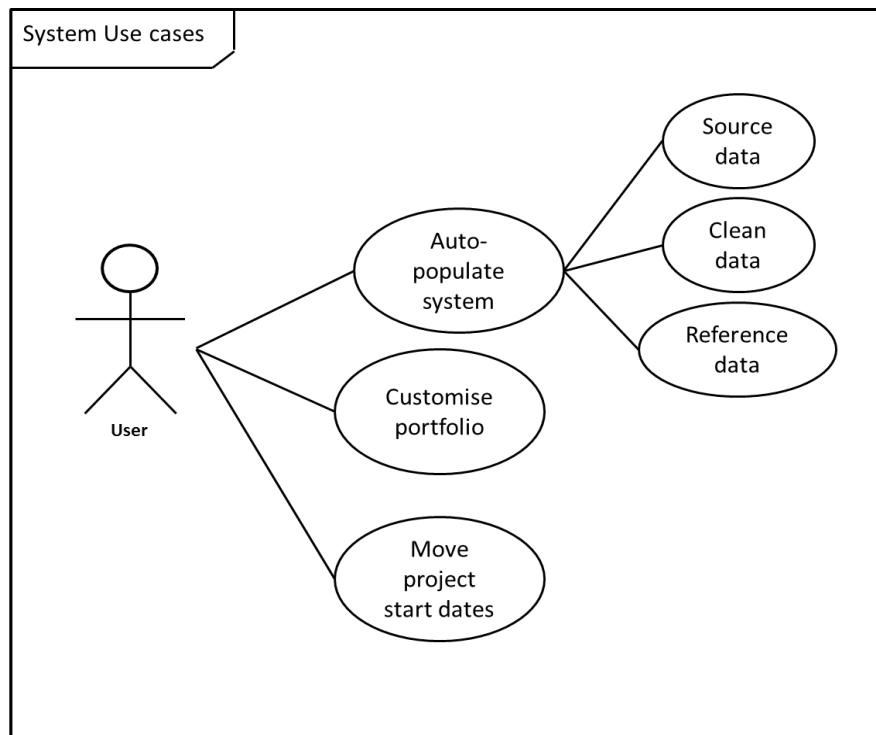 System Use cases
Source
data
Auto-
populate
system
Clean
data
Reference
data
Customise
portfolio
User
Move
project
start dates